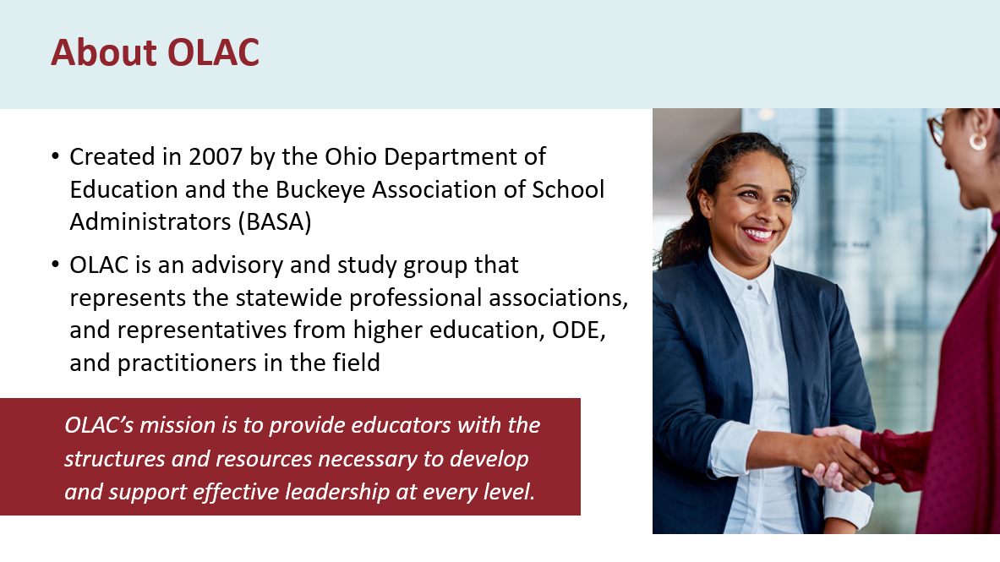 About OLAC
• Created in 2007 by the Ohio Department of
Education and the Buckeye Association of School
Administrators (BASA)
• OLAC is an advisory and study group that
represents the statewide professional associations,
and representatives from higher education, ODE,
and practitioners in the field
OLAC’s mission is to provide educators with the
structures and resources necessary to develop
and support effective leadership at every level.